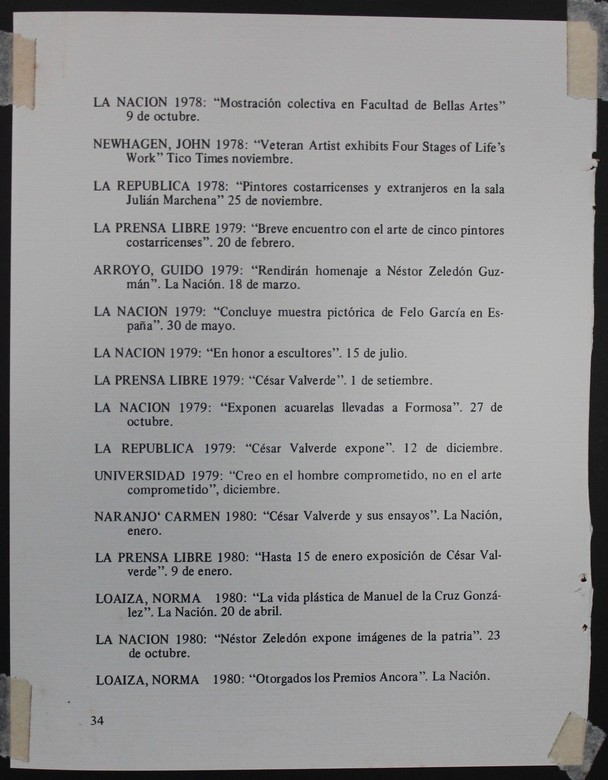 LA NACION 1978: “Mostración colectiva en Facultad de Bellas Artes”
9 de octubre.
NEWHAGEN, JOHN 1978: “Veteran Artist exhibits Four Stages of Life’s
Work” Tico Times noviembre.
LA REPUBLICA 1978: “Pintores costarricenses y extranjeros en la sala
Julián Marchena” 25 de noviembre.
LA PRENSA LIBRE 1979: “Breve encuentro con el arte de cinco pintores
costarricenses”. 20 de febrero.
ARROYO, GUIDO 1979: “Rendirán homenaje a Néstor Zeledón Guz-
mán”. La Nación. 18 de marzo.
LA NACION 1979: “Concluye muestra pictórica de Felo García en Es-
paña”. 30 de mayo.
LA NACION 1979: “En honor a escultores”. 15 de julio.
LA PRENSA LIBRE 1979: “César Valverde”. 1 de setiembre.
LA NACION 1979: “Exponen acuarelas llevadas a Formosa”. 27 de
octubre.
LA REPUBLICA 1979: “César Valverde expone”. 12 de diciembre.
UNIVERSIDAD 1979: “Creo en el hombre comprometido, no en el arte
comprometido”, diciembre.
NARANJO‘ CARMEN 1980: “César Valverde y sus ensayos”. La Nación,
enero.
LA PRENSA LIBRE 1980: “Hasta 15 de enero exposición de César Val-
verde”. 9 de enero.
LOAIZA, NORMA 1980: “La vida plástica de Manuel de la Cruz Gonzá-
lez”. La Nación. 20 de abril.
LA NACION 1980: “Néstor Zeledón expone imágenes de la patria”. 23
de octubre.
LOAIZA, NORMA 1980: “Otorgados los Premios Ancora”. La Nación.
34